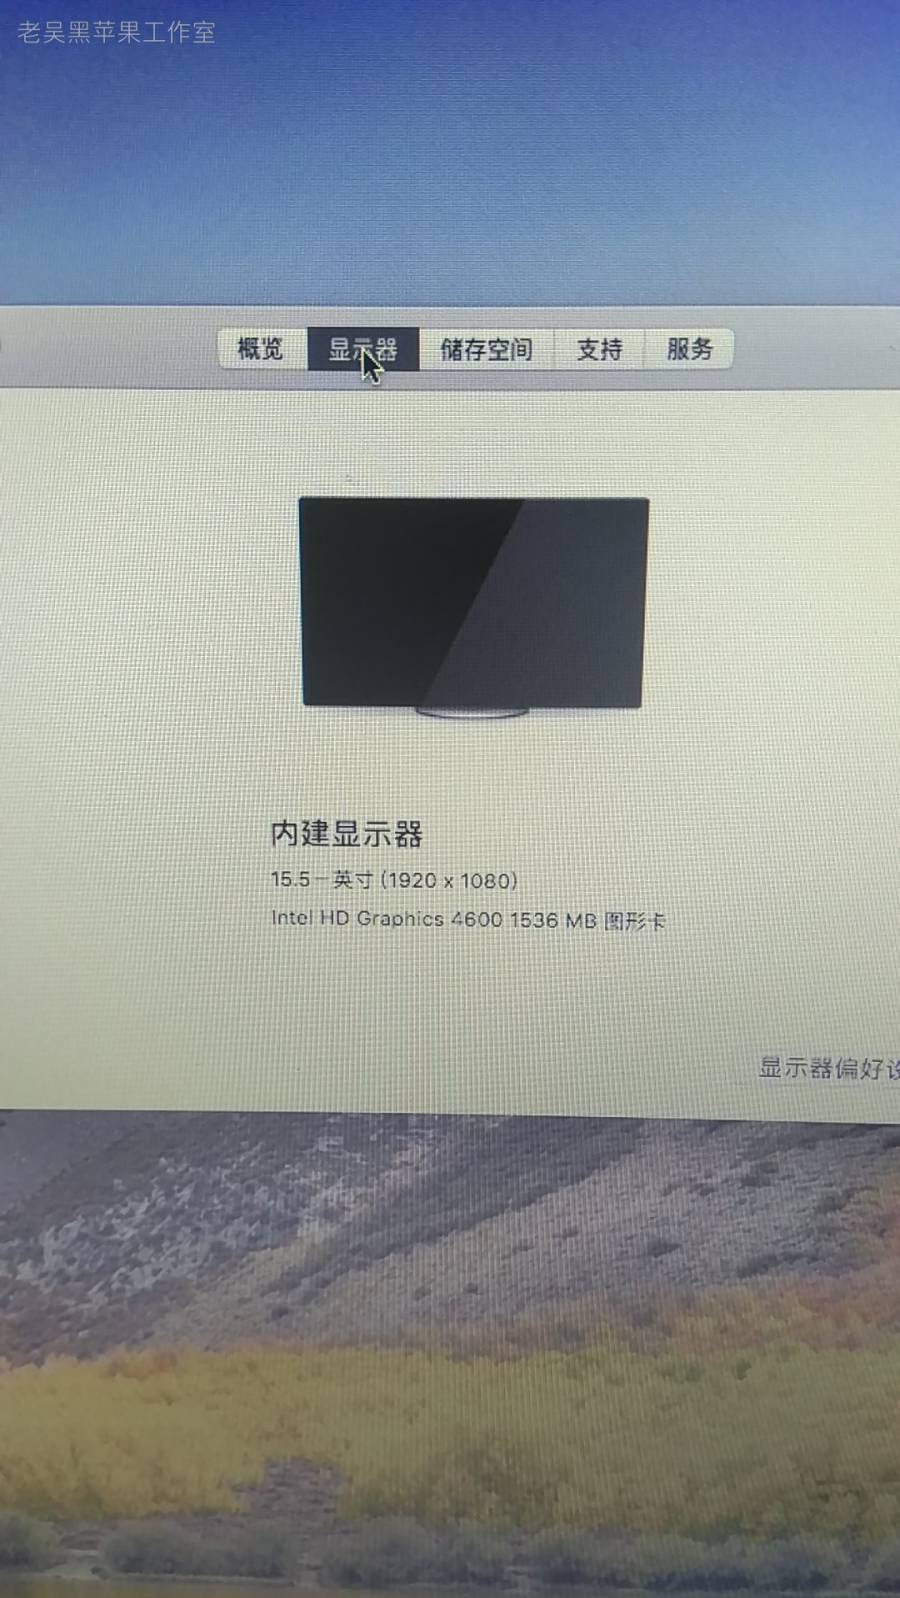 老吴黑苹果工作室
概览 显示器 储存空间 支持 服务
内建显示器
15.5-英寸 (1920 x 1080)
Intel HD Graphics 4600 1536 MB 图形卡
显示器偏好设